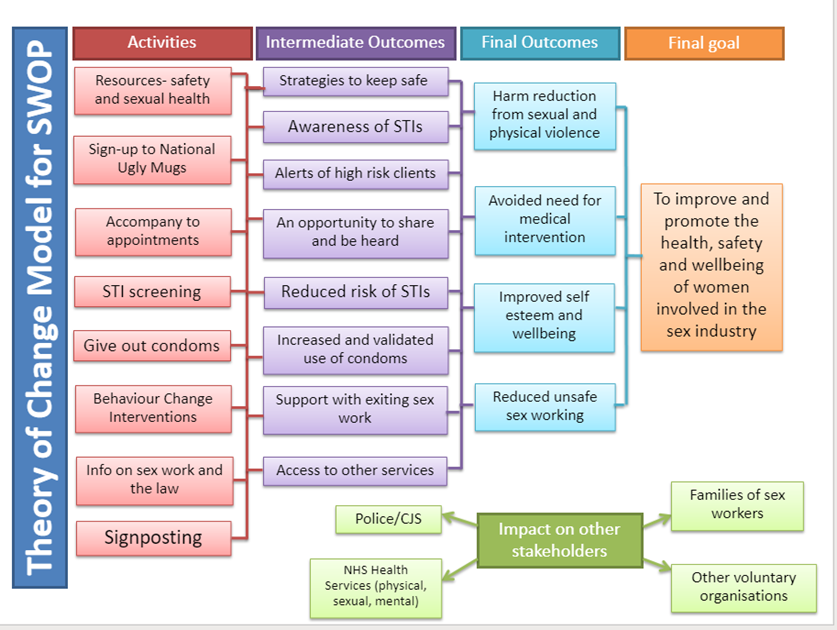 Theory of Change Model for SWOP
Activities
Resources- safety
and sexual health
Sign-up to National
Ugly Mugs
Accompany to
appointments
STI screening
Give out condoms
Behaviour Change
Interventions
Info on sex work and
the law
Signposting
Intermediate Outcomes
Strategies to keep safe
Awareness of STIs
Alerts of high risk clients
An opportunity to share
and be heard
Reduced risk of STIs
Increased and validated
use of condoms
Support with exiting sex
work
Access to other services
Final Outcomes
Harm reduction
from sexual and
physical violence
Avoided need for
medical
intervention
Improved self
esteem and
wellbeing
Reduced unsafe
sex working
Final goal
To improve and
promote the
health, safety
and wellbeing
of women
involved in the
sex industry
Impact on other
stakeholders
Police/CJS
NHS Health
Services (physical,
sexual, mental)
Families of sex
workers
Other voluntary
organisations